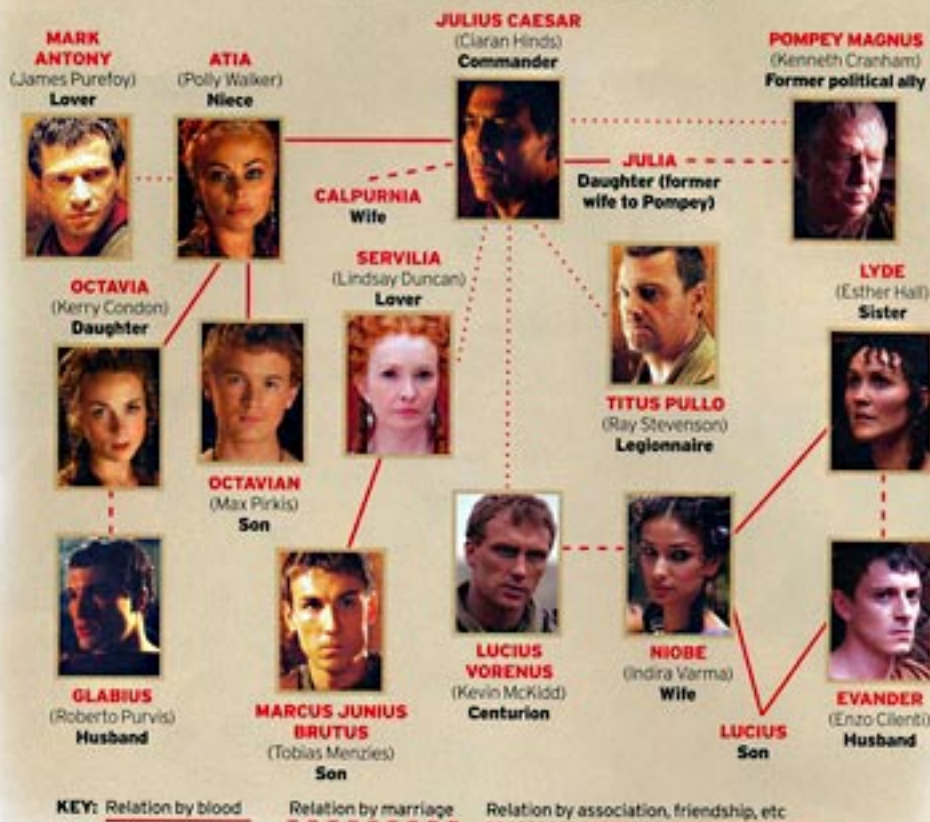 JULIUS CAESAR
(Ciaran Hinds)
Commander
MARK
ANTONY
(James Purefoy)
Lover
ATIA
(Polly Walker)
Niece
POMPEY MAGNUS
(Kenneth Cranham)
Former political ally
JULIA
Daughter (former
wife to Pompey)
CALPURNIA
Wife
SERVILIA
(Lindsay Duncan)
Lover
OCTAVIA
(Kerry Condon)
Daughter
LYDE
(Esther Hall)
Sister
TITUS PULLO
(Ray Stevenson)
Legionnaire
OCTAVIAN
(Max Pirkis)
Son
GLABIUS
(Roberto Purvis)
Husband
MARCUS JUNIUS
BRUTUS
(Tobias Menzies)
Son
LUCIUS
VORENUS
(Kevin McKidd)
Centurion
NIOBE
(Indira Varma)
Wife
LUCIUS
Son
EVANDER
(Enzo Cilenti)
Husband
KEY: Relation by blood Relation by marriage Relation by association, friendship, etc